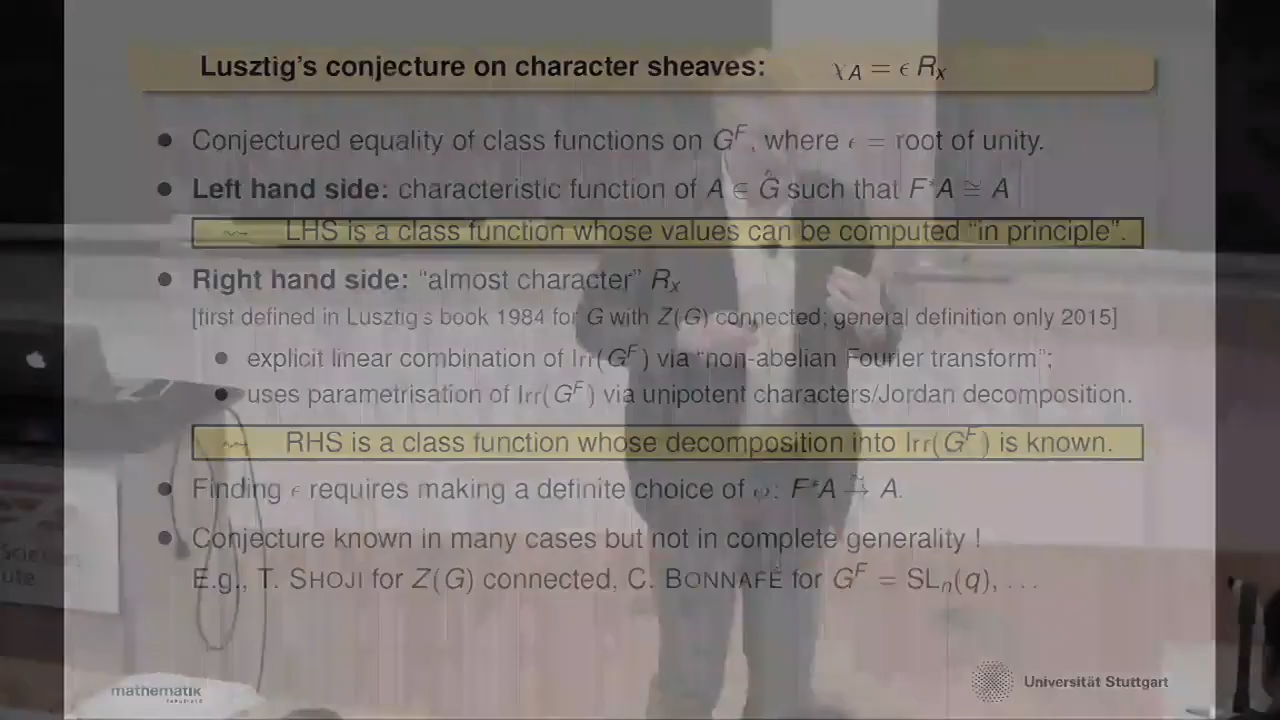 Lusztig's conjecture on character sheaves: χ_A = ϵ R_x
• Conjectured equality of class functions on G^F, where ϵ = root of unity.
• Left hand side: characteristic function of A ∈ Ĝ such that F*A ≅ A
⇝ LHS is a class function whose values can be computed “in principle”.
• Right hand side: “almost character” R_x
[first defined in Lusztig's book 1984 for G with Z(G) connected; general definition only 2015]
• explicit linear combination of Irr(G^F) via “non-abelian Fourier transform”;
• uses parametrisation of Irr(G^F) via unipotent characters/Jordan decomposition.
⇝ RHS is a class function whose decomposition into Irr(G^F) is known.
• Finding ϵ requires making a definite choice of φ: F*A ≅→ A.
• Conjecture known in many cases but not in complete generality !
E.g., T. SHOJI for Z(G) connected, C. BONNAFÉ for G^F = SL_n(q), . . .
mathematik
Universität Stuttgart